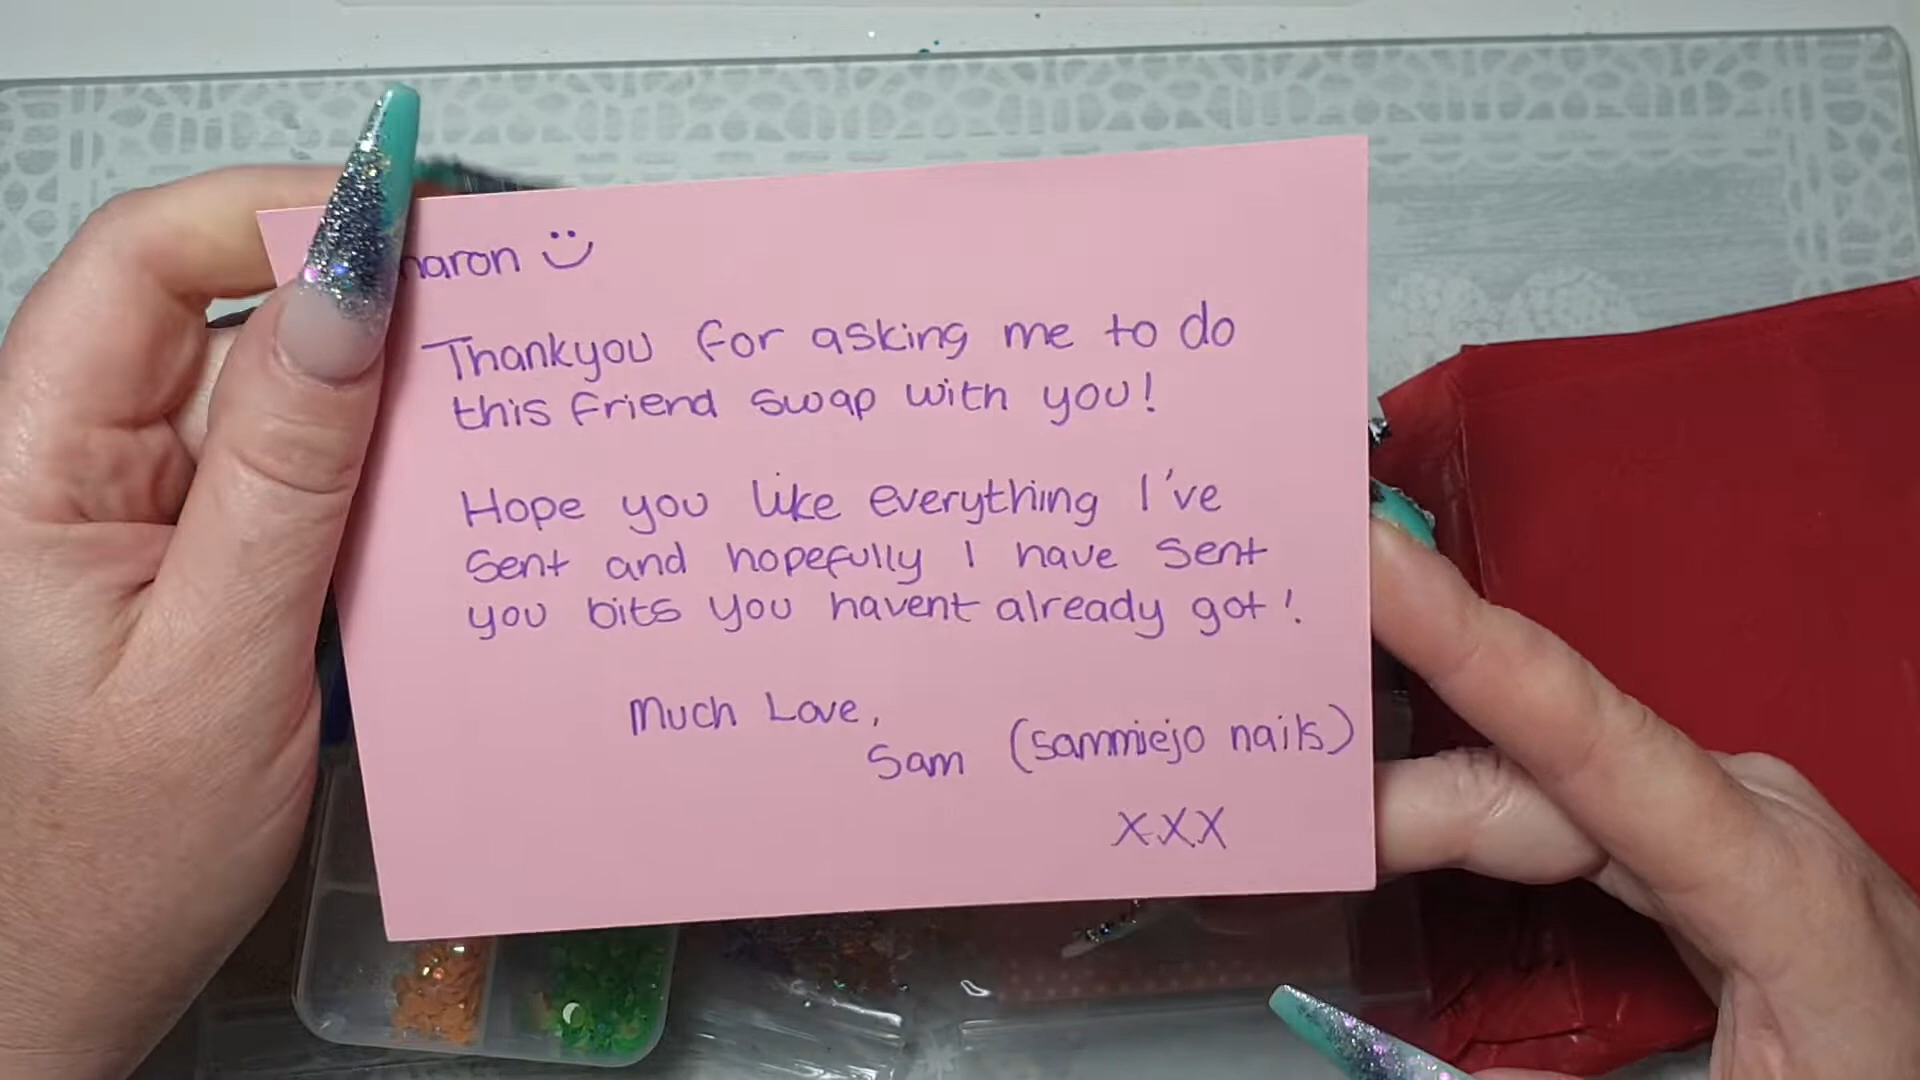 haron
Thankyou for asking me to do
this friend swap with you!
Hope you like everything I've
sent and hopefully I have sent
you bits you havent already got!
Much Love,
Sam (sammiejo nails)
xxx